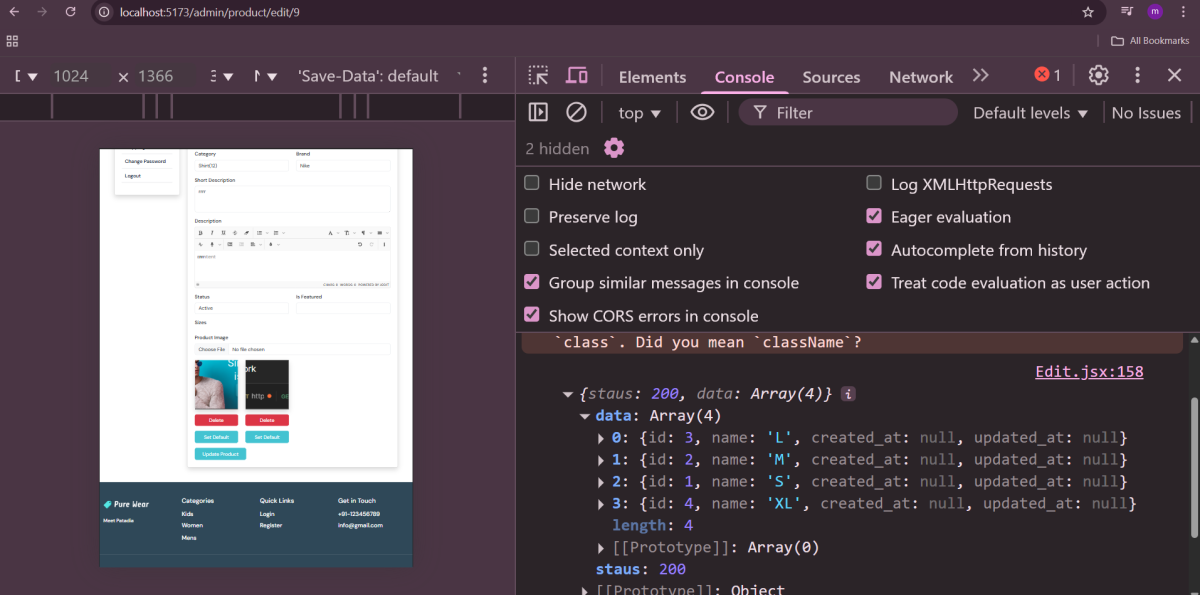 localhost:5173/admin/product/edit/9
m
All Bookmarks
1024 × 1366 'Save-Data': default
Elements Console Sources Network 1
top Filter Default levels No Issues
2 hidden
Hide network Log XMLHttpRequests
Preserve log Eager evaluation
Selected context only Autocomplete from history
Group similar messages in console Treat code evaluation as user action
Show CORS errors in console
`class`. Did you mean `className`?
Edit.jsx:158
{staus: 200, data: Array(4)} i
data: Array(4)
0: {id: 3, name: 'L', created_at: null, updated_at: null}
1: {id: 2, name: 'M', created_at: null, updated_at: null}
2: {id: 1, name: 'S', created_at: null, updated_at: null}
3: {id: 4, name: 'XL', created_at: null, updated_at: null}
length: 4
[[Prototype]]: Array(0)
staus: 200
[[Prototype]]: Object
Change Password
Logout
Category Brand
Nike
Short Description
Description
Status Is Featured
Active
Sizes
Product Image
Choose File No file chosen
ork
http
Delete Delete
Set Default Set Default
Update Product
Pure Wear
Meet Patadia
Categories
Kids
Women
Mens
Quick Links
Login
Register
Get in Touch
+91-123456789
info@gmail.com